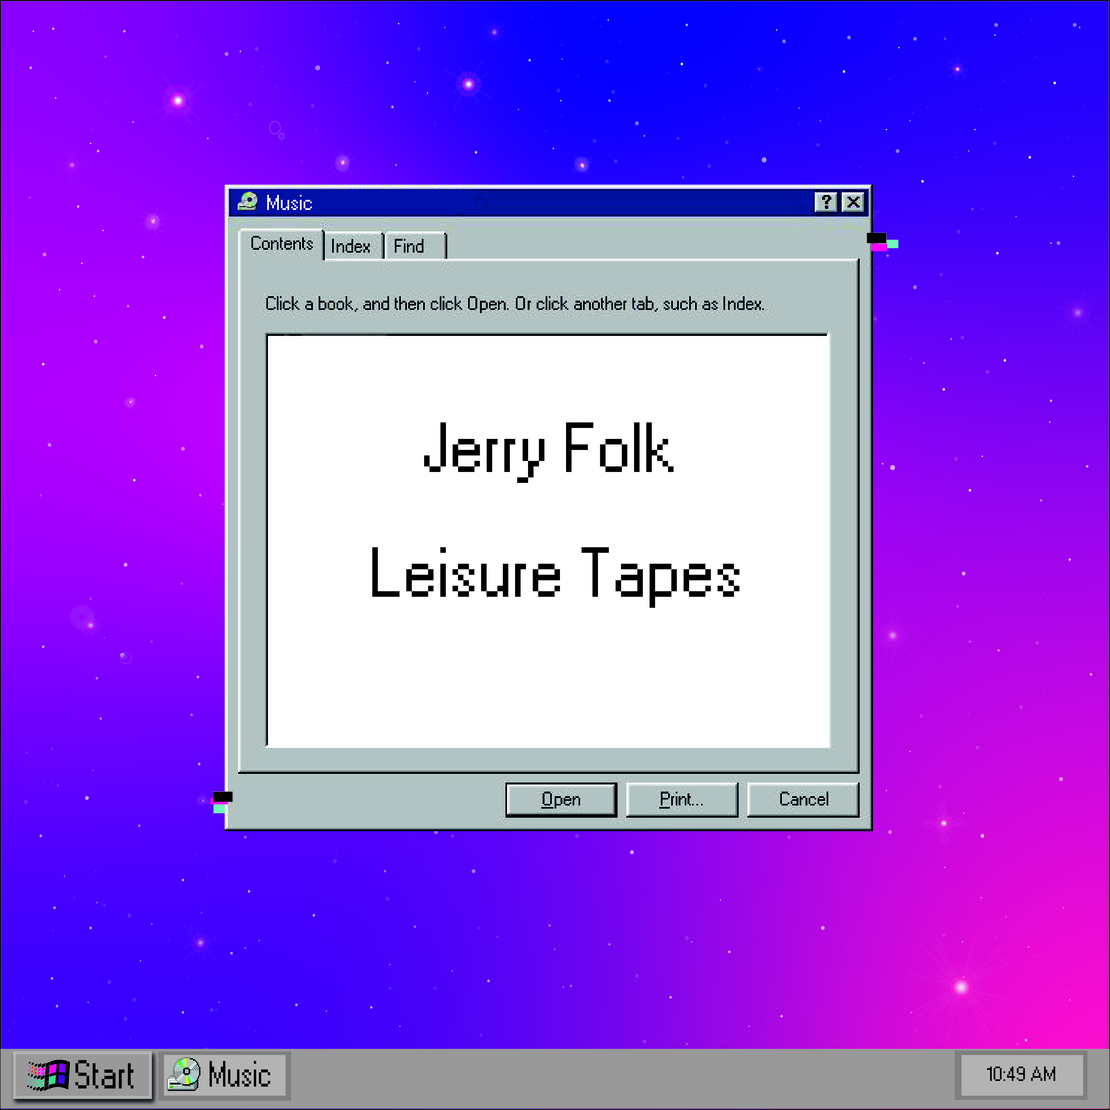 Music
? X
Contents Index Find
Click a book, and then click Open. Or click another tab, such as Index.
Jerry Folk
Leisure Tapes
Open Print... Cancel
Start Music 10:49 AM